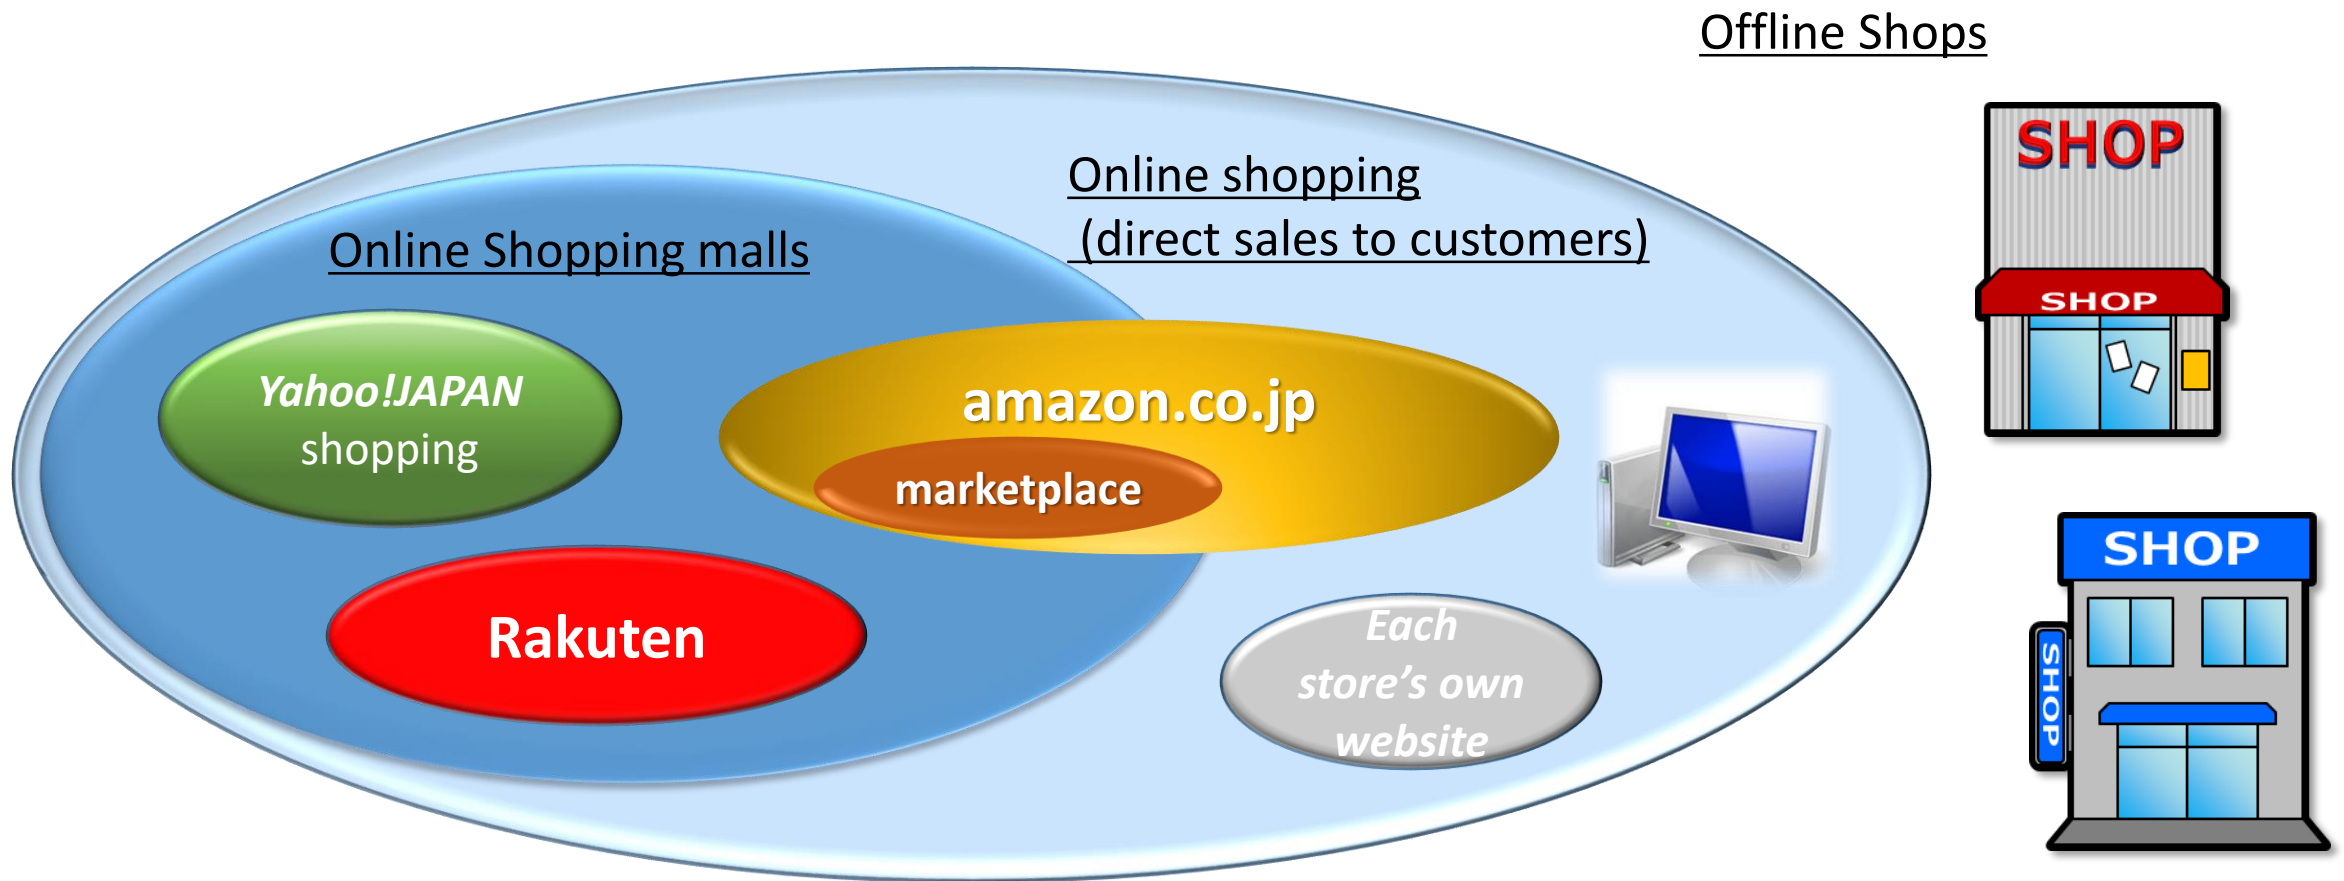 Offline Shops
Online shopping
(direct sales to customers)
Online Shopping malls
Yahoo!JAPAN
shopping
amazon.co.jp
marketplace
Rakuten
Each
store’s own
website
SHOP
SHOP
SHOP
SHOP